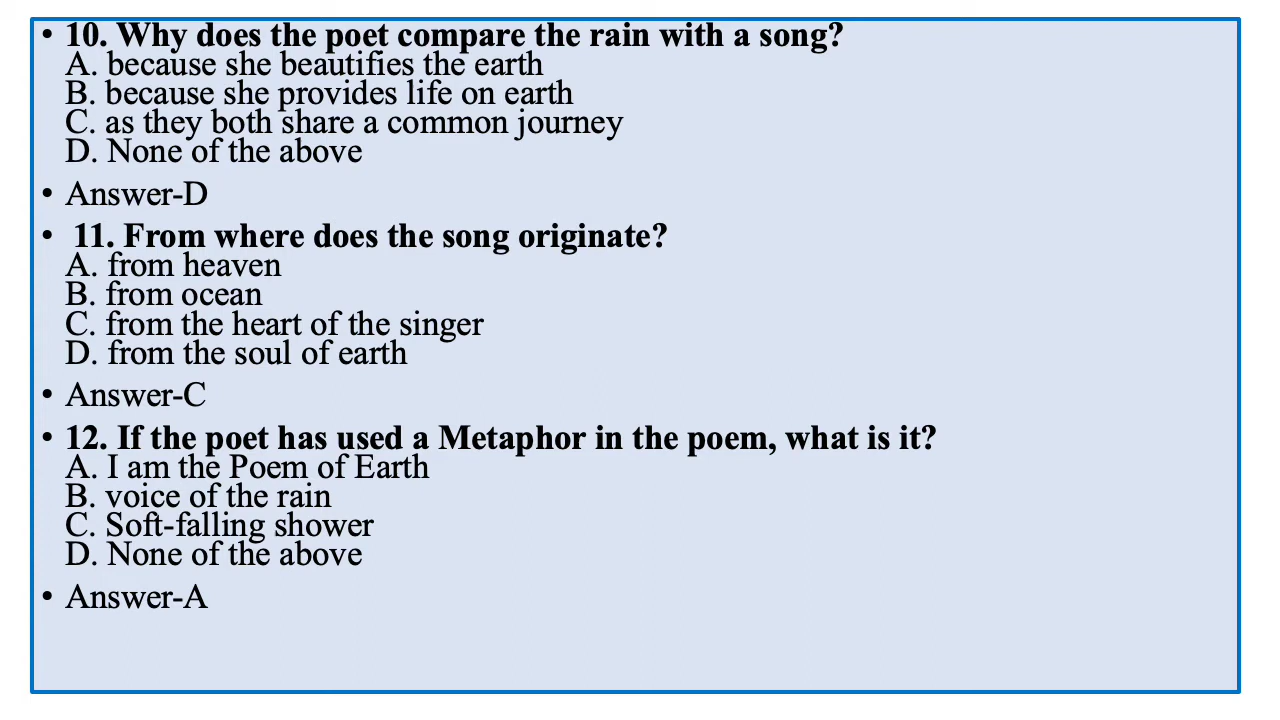 • 10. Why does the poet compare the rain with a song?
A. because she beautifies the earth
B. because she provides life on earth
C. as they both share a common journey
D. None of the above
• Answer-D
• 11. From where does the song originate?
A. from heaven
B. from ocean
C. from the heart of the singer
D. from the soul of earth
• Answer-C
• 12. If the poet has used a Metaphor in the poem, what is it?
A. I am the Poem of Earth
B. voice of the rain
C. Soft-falling shower
D. None of the above
• Answer-A